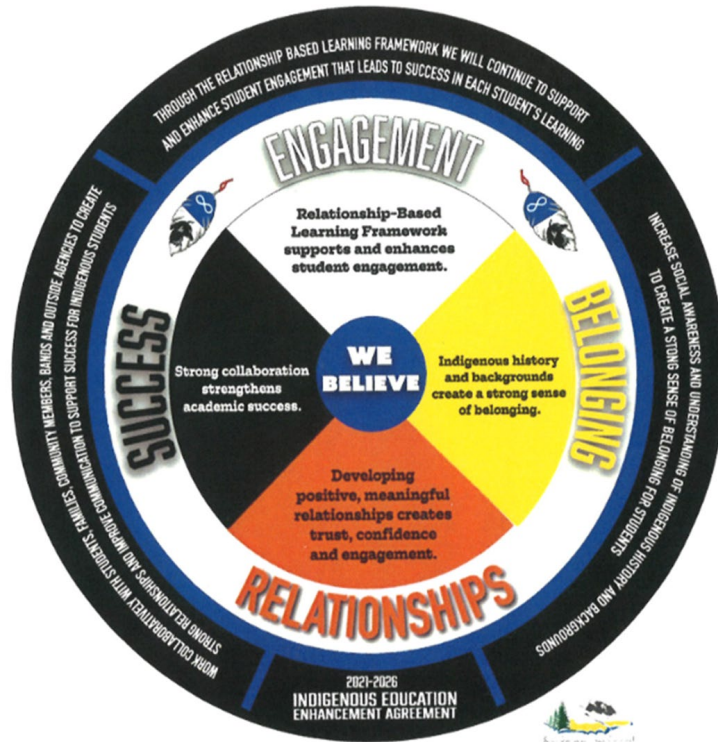 THROUGH THE RELATIONSHIP BASED LEARNING FRAMEWORK WE WILL CONTINUE TO SUPPORT
AND ENHANCE STUDENT ENGAGEMENT THAT LEADS TO SUCCESS IN EACH STUDENT'S LEARNING
ENGAGEMENT
Relationship-Based
Learning Framework
supports and enhances
student engagement.
SUCCESS
Strong collaboration
strengthens
academic success.
WE
BELIEVE
Indigenous history
and backgrounds
create a strong sense
of belonging.
BELONGING
Developing
positive, meaningful
relationships creates
trust, confidence
and engagement.
RELATIONSHIPS
INCREASE SOCIAL AWARENESS AND UNDERSTANDING OF INDIGENOUS HISTORY AND BACKGROUNDS
TO CREATE A STONG SENSE OF BELONGING FOR STUDENTS
WORK COLLABORATIVELY WITH STUDENTS, FAMILIES, COMMUNITY MEMBERS, BANDS AND OUTSIDE AGENCIES TO CREATE
STRONG RELATIONSHIPS AND IMPROVE COMMUNICATION TO SUPPORT SUCCESS FOR INDIGENOUS STUDENTS
2021-2026
INDIGENOUS EDUCATION
ENHANCEMENT AGREEMENT